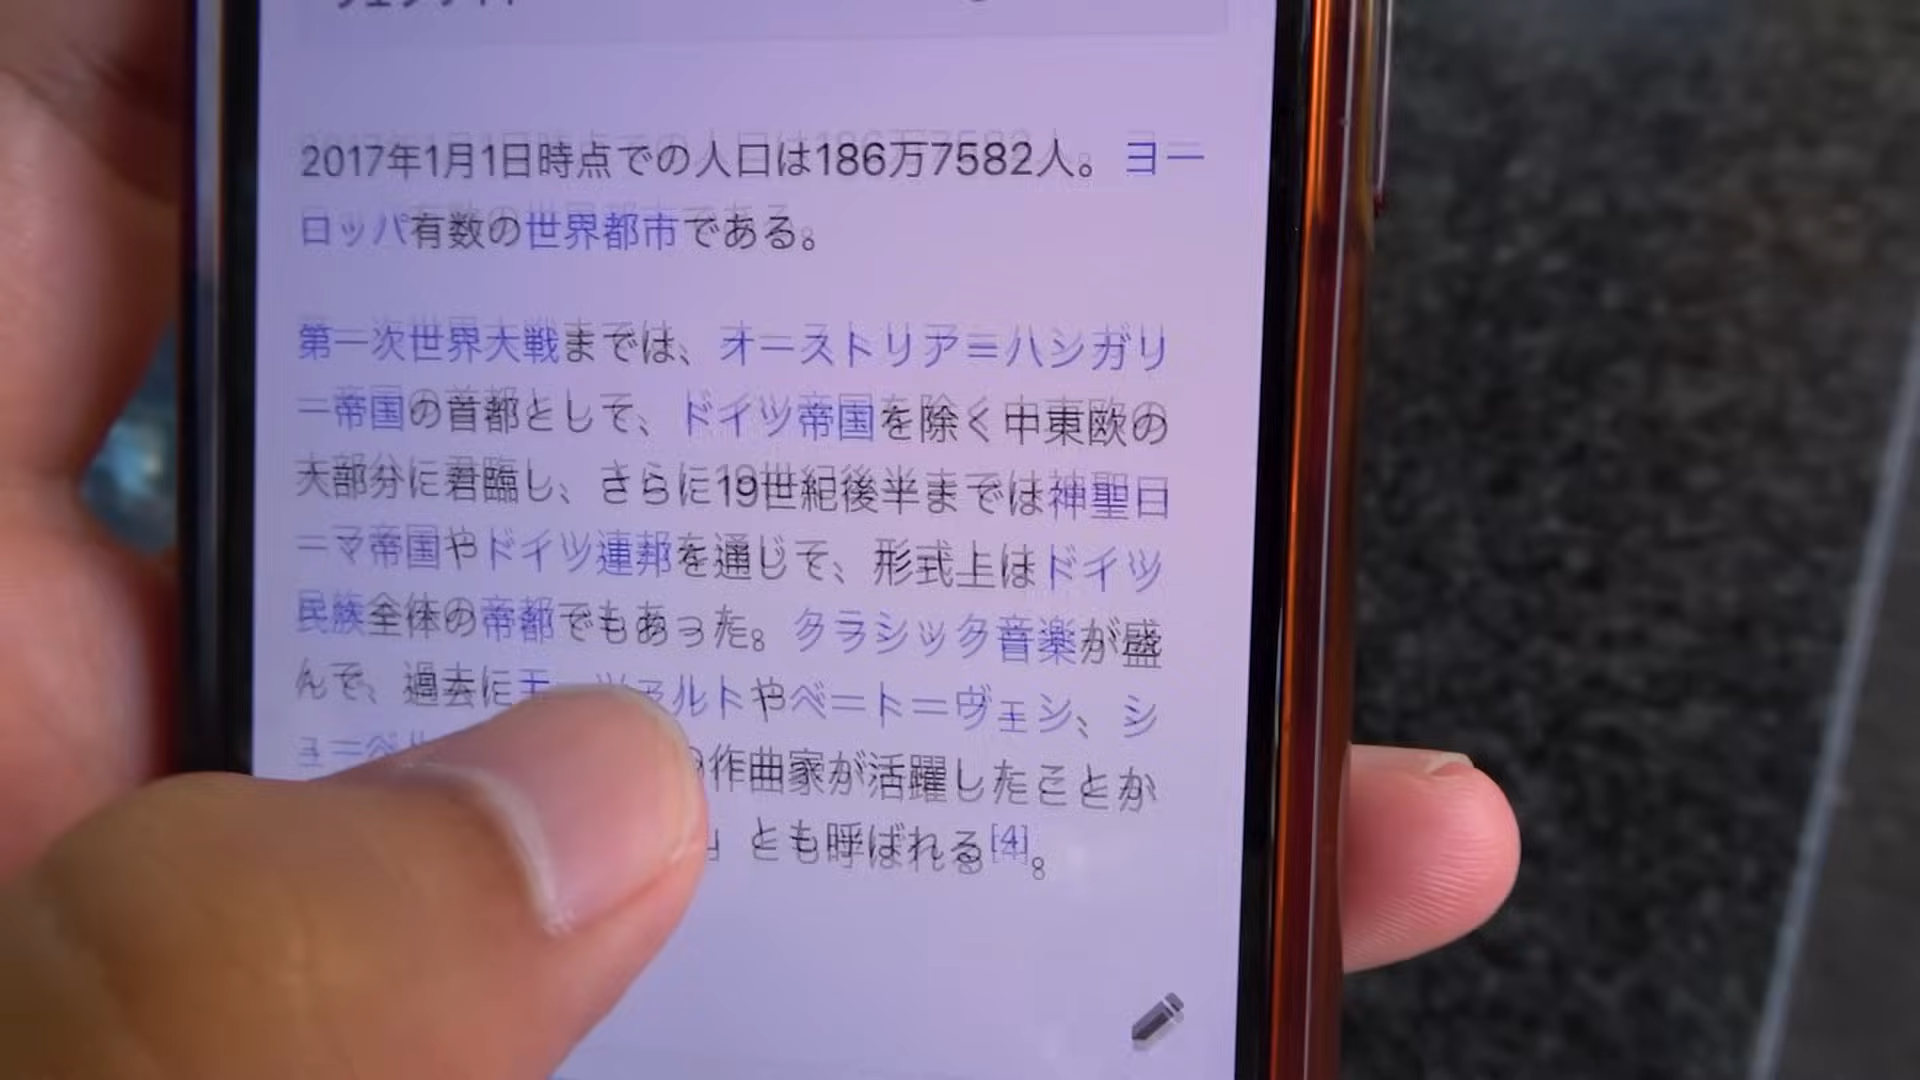 2017年1月1日時点での人口は186万7582人。ヨー
ロッパ有数の世界都市である。
第一次世界大戦までは、オーストリア＝ハンガリ
ー帝国の首都として、ドイツ帝国を除く中東欧の
大部分に君臨し、さらに19世紀後半までは神聖ロ
ーマ帝国やドイツ連邦を通じて、形式上はドイツ
民族全体の帝都でもあった。クラシック音楽が盛
んで、過去にモーツァルトやベートーヴェン、シ
ューベル 作曲家が活躍したことか
」とも呼ばれる[4]。